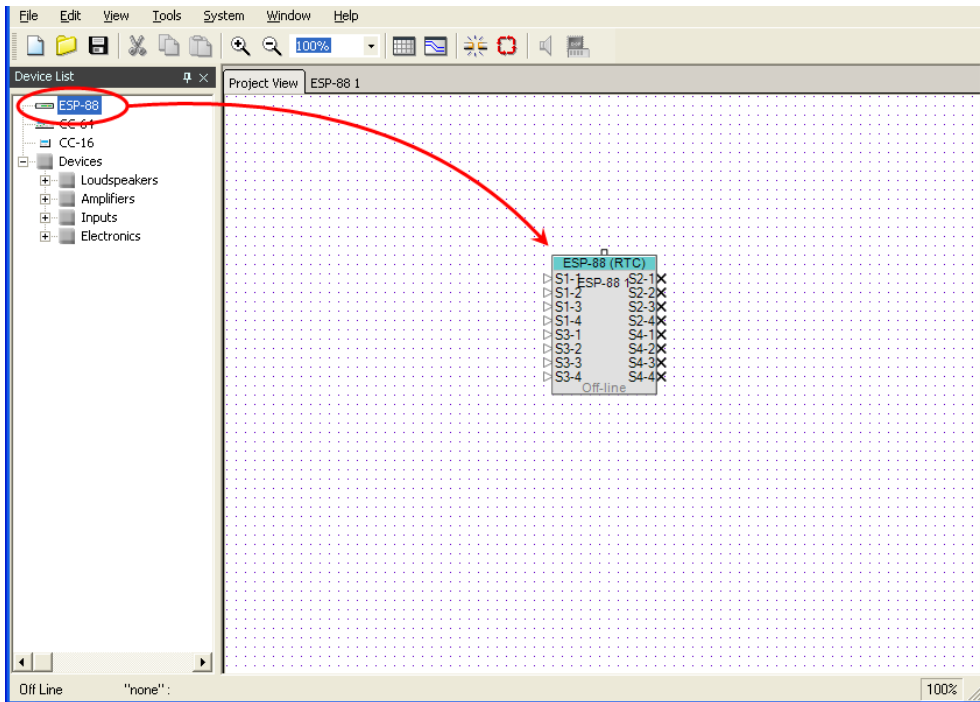 File Edit View Tools System Window Help
100%
Device List
Project View ESP-88 1
ESP-88
CC-64
CC-16
Devices
Loudspeakers
Amplifiers
Inputs
Electronics
ESP-88 (RTC)
ESP-88 1
S1-1 S2-1
S1-2 S2-2
S1-3 S2-3
S1-4 S2-4
S3-1 S4-1
S3-2 S4-2
S3-3 S4-3
S3-4 S4-4
Off-line
Off Line "none" : 100%